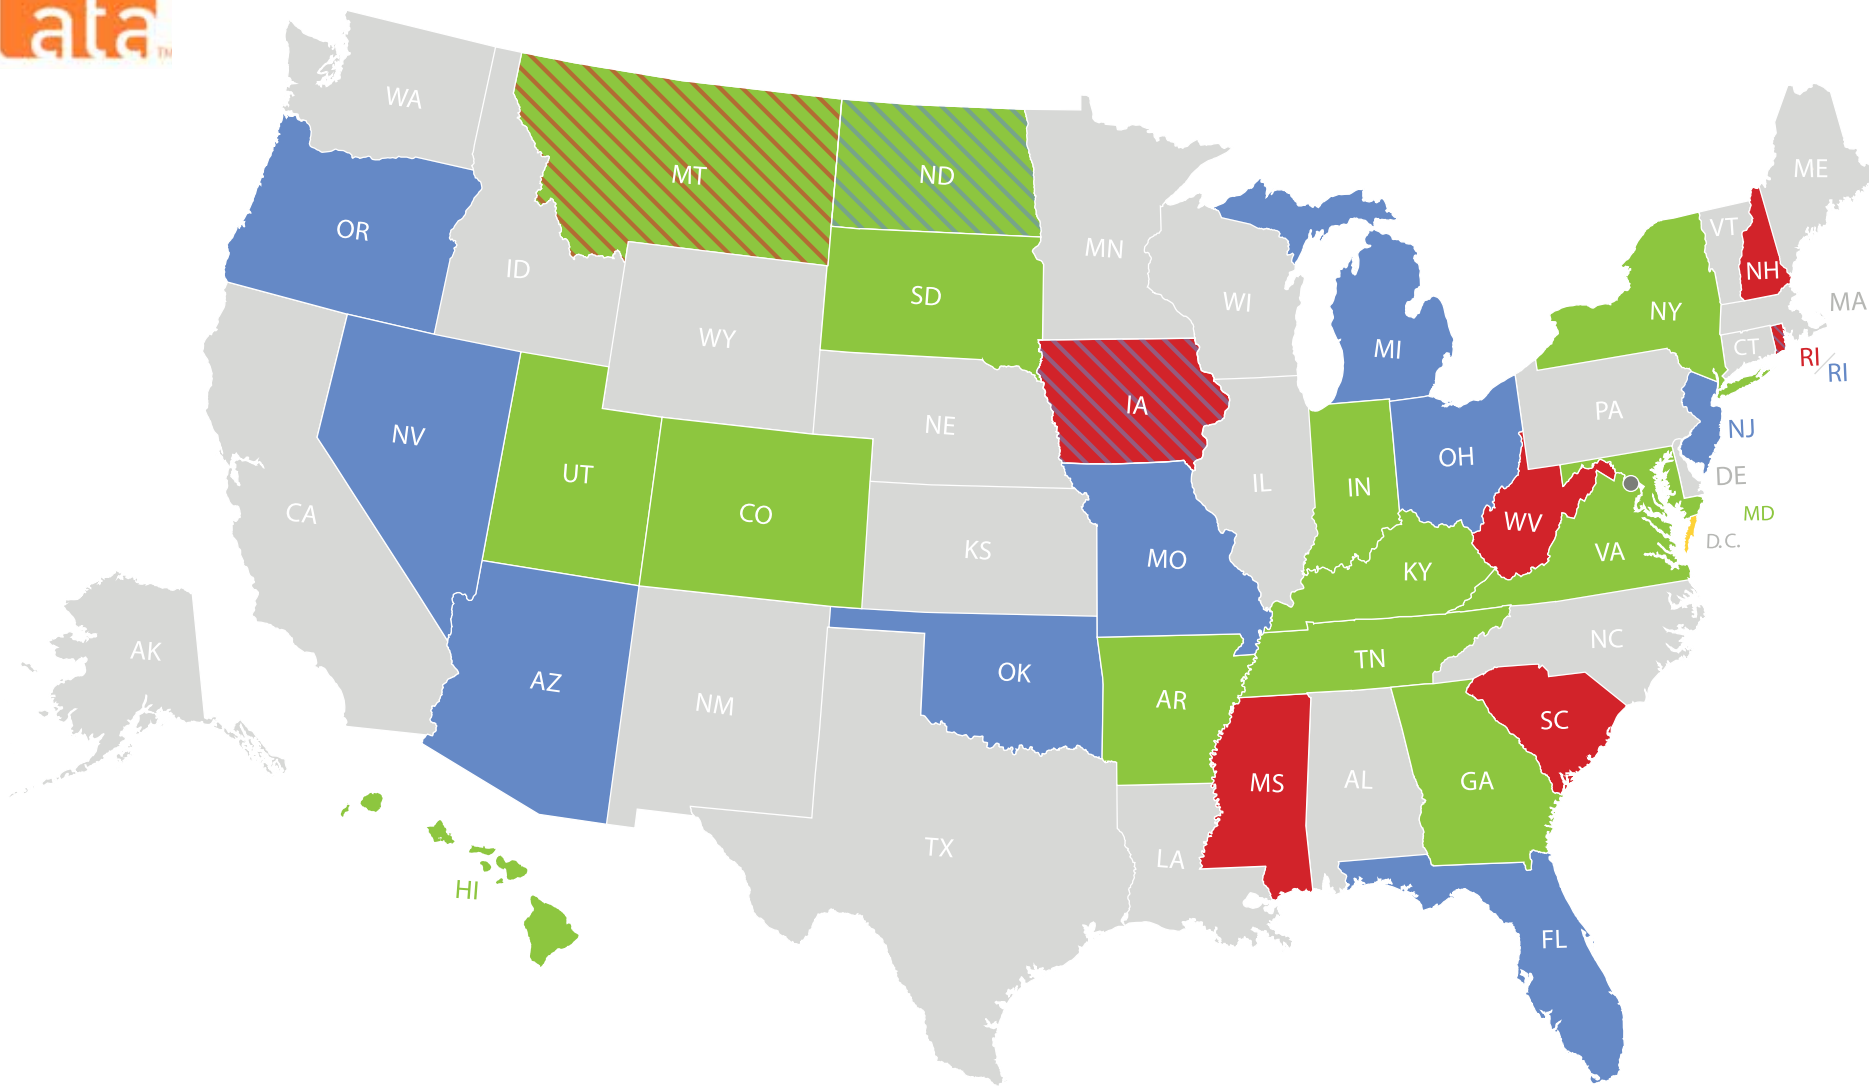 ata™
WA
MT
ND
ME
OR
VT
MN
ID
NH
SD
WI
MA
NY
WY
CT
MI
RI
RI
IA
PA
NE
NV
NJ
OH
UT
DE
IL
IN
CA
CO
MD
WV
D.C.
KS
VA
MO
KY
NC
AK
TN
OK
AZ
AR
NM
SC
AL
GA
MS
TX
LA
HI
FL